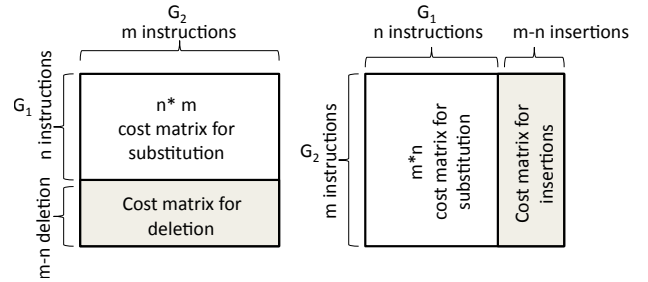 G2
m instructions
G1
n instructions
n* m
cost matrix for
substitution
m-n deletion
Cost matrix for
deletion
G1
n instructions
m-n insertions
G2
m instructions
m*n
cost matrix for
substitution
Cost matrix for
insertions